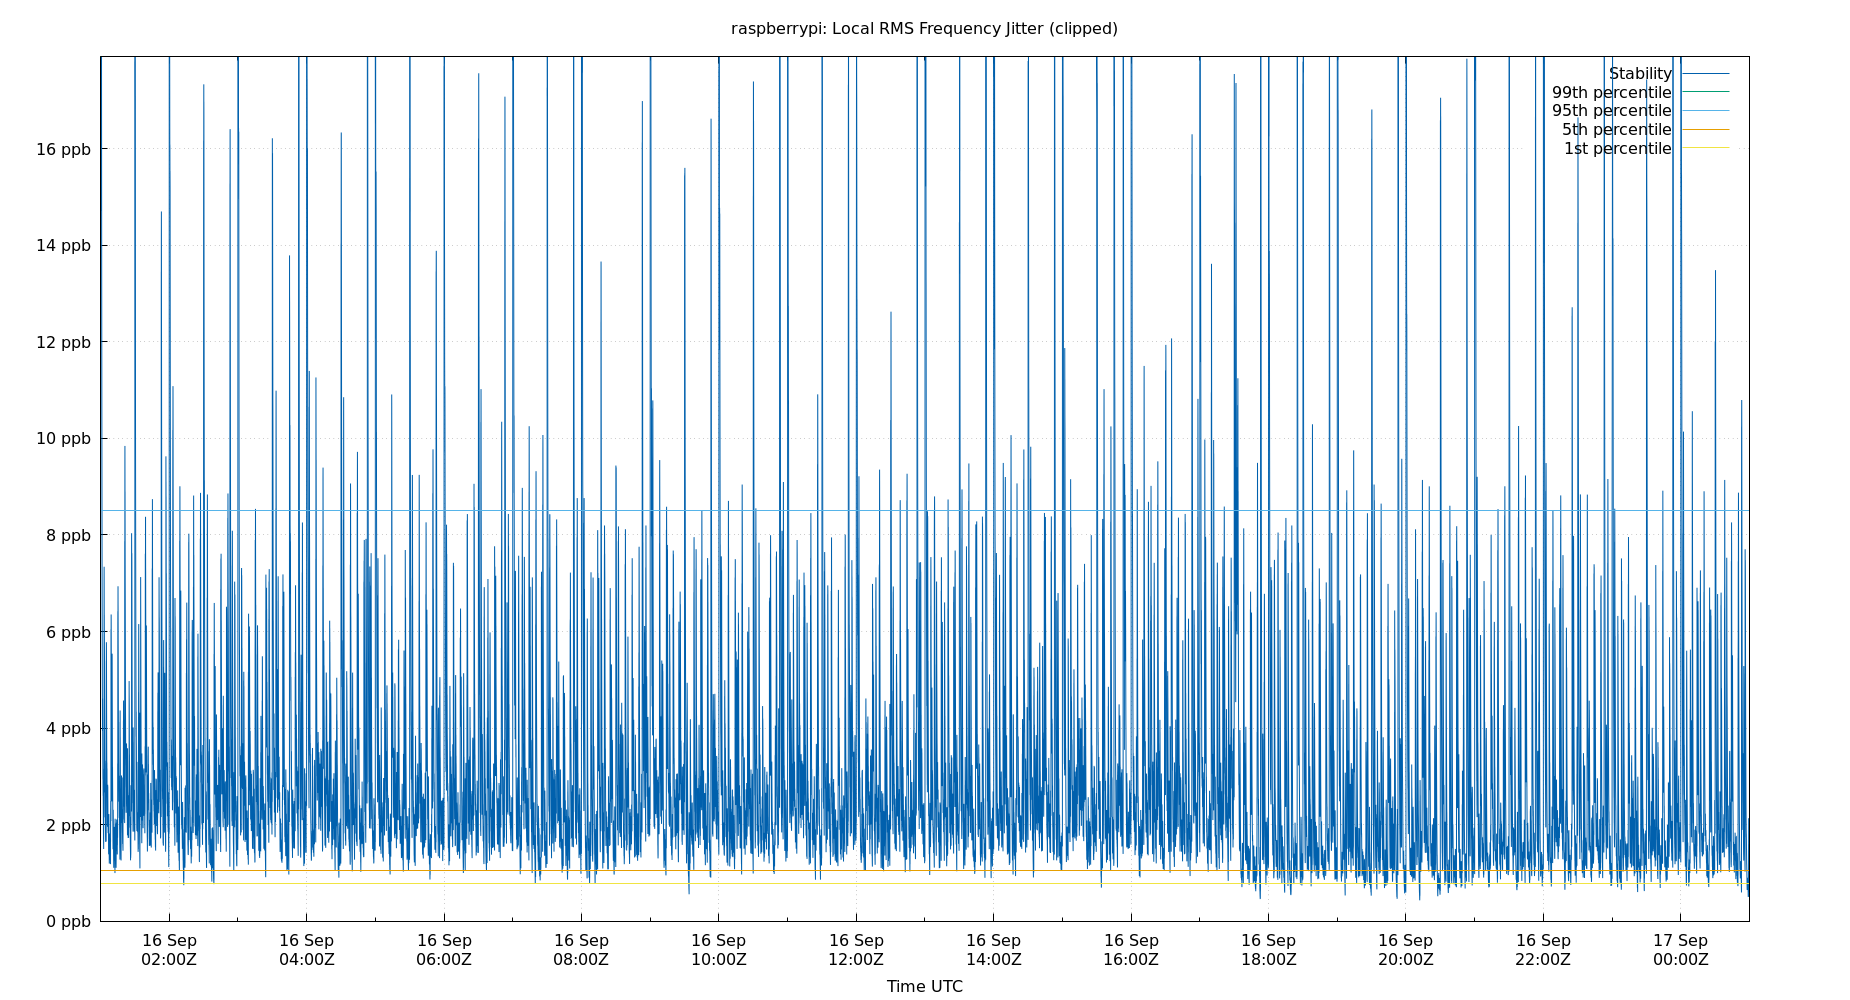 raspberrypi: Local RMS Frequency Jitter (clipped)
Stability
99th percentile
95th percentile
5th percentile
1st percentile
16 ppb
14 ppb
12 ppb
10 ppb
8 ppb
6 ppb
4 ppb
2 ppb
0 ppb
16 Sep 16 Sep 16 Sep 16 Sep 16 Sep 16 Sep 16 Sep 16 Sep 16 Sep 16 Sep 16 Sep 17 Sep
02:00Z 04:00Z 06:00Z 08:00Z 10:00Z 12:00Z 14:00Z 16:00Z 18:00Z 20:00Z 22:00Z 00:00Z
Time UTC